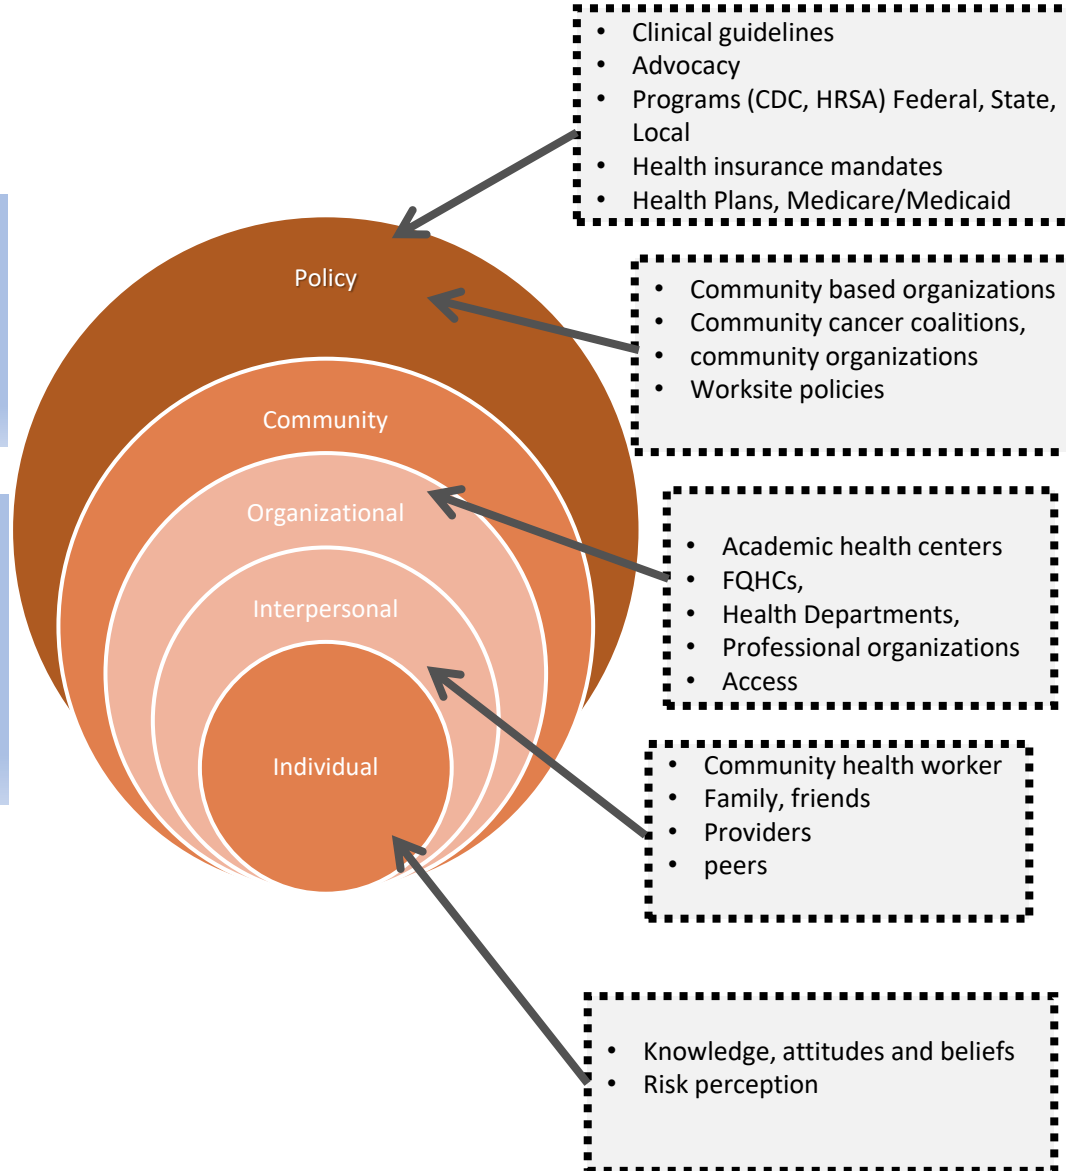 • Clinical guidelines
• Advocacy
• Programs (CDC, HRSA) Federal, State,
Local
• Health insurance mandates
• Health Plans, Medicare/Medicaid
Policy
• Community based organizations
• Community cancer coalitions,
• community organizations
• Worksite policies
Community
Organizational
• Academic health centers
• FQHCs,
• Health Departments,
• Professional organizations
• Access
Interpersonal
• Community health worker
• Family, friends
• Providers
• peers
Individual
• Knowledge, attitudes and beliefs
• Risk perception